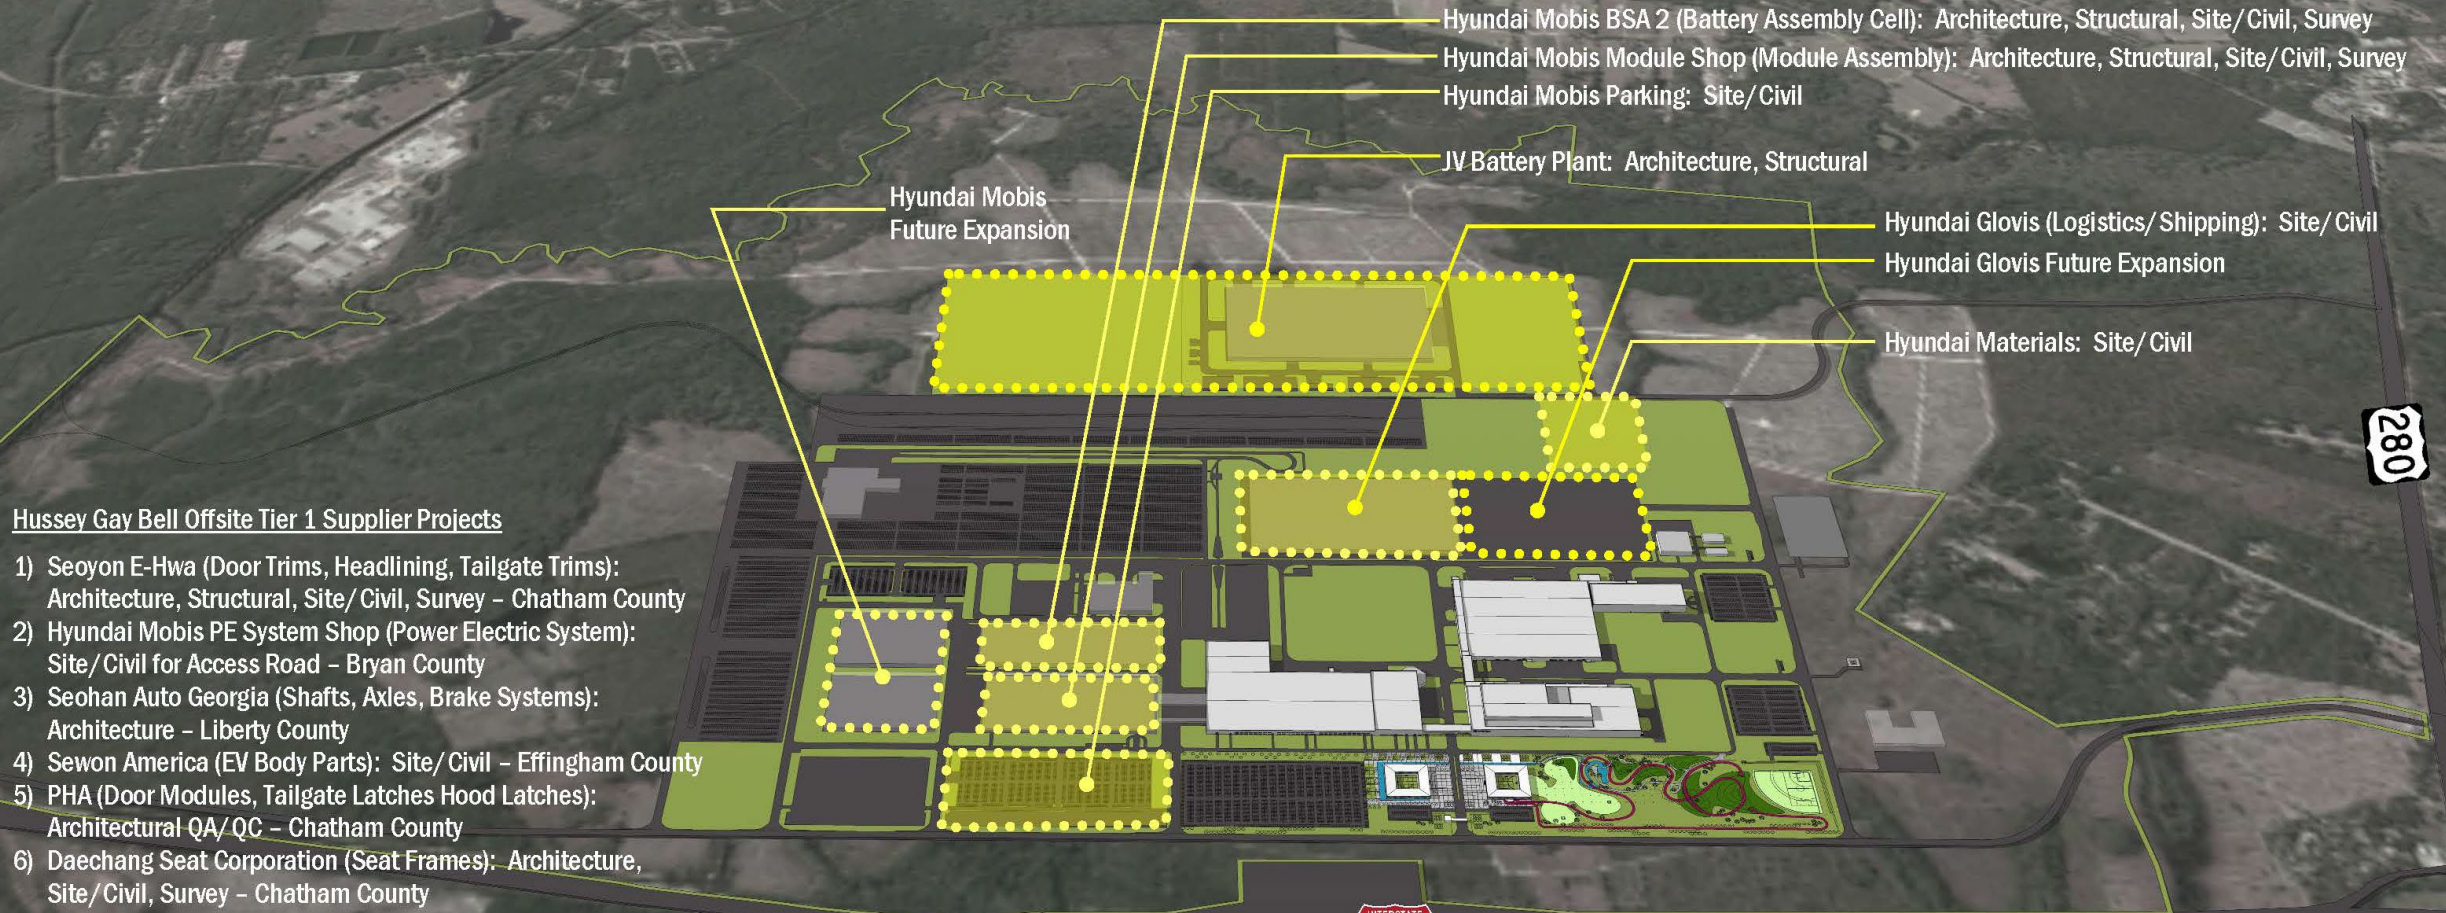 Hyundai Mobis BSA 2 (Battery Assembly Cell): Architecture, Structural, Site/Civil, Survey
Hyundai Mobis Module Shop (Module Assembly): Architecture, Structural, Site/Civil, Survey
Hyundai Mobis Parking: Site/Civil
JV Battery Plant: Architecture, Structural
Hyundai Mobis
Future Expansion
Hyundai Glovis (Logistics/Shipping): Site/Civil
Hyundai Glovis Future Expansion
Hyundai Materials: Site/Civil
280
Hussey Gay Bell Offsite Tier 1 Supplier Projects
1) Seoyon E-Hwa (Door Trims, Headlining, Tailgate Trims):
Architecture, Structural, Site/Civil, Survey – Chatham County
2) Hyundai Mobis PE System Shop (Power Electric System):
Site/Civil for Access Road – Bryan County
3) Seohan Auto Georgia (Shafts, Axles, Brake Systems):
Architecture – Liberty County
4) Sewon America (EV Body Parts): Site/Civil – Effingham County
5) PHA (Door Modules, Tailgate Latches Hood Latches):
Architectural QA/QC – Chatham County
6) Daechang Seat Corporation (Seat Frames): Architecture,
Site/Civil, Survey – Chatham County
INTERSTATE